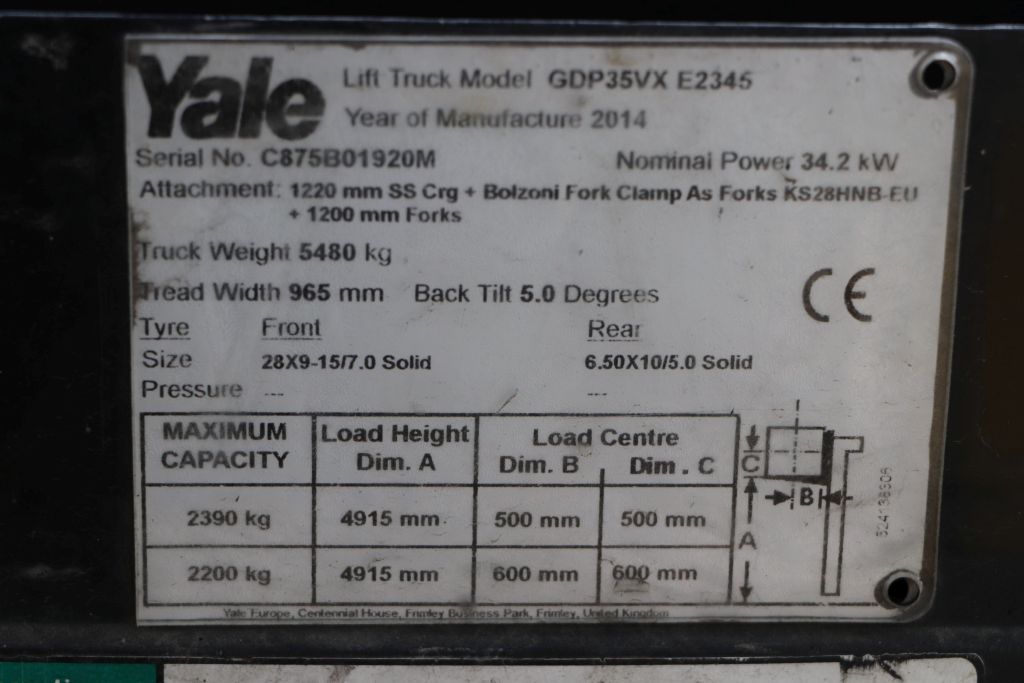 Yale
Lift Truck Model GDP35VX E2345
Year of Manufacture 2014
Serial No. C875B01920M Nominal Power 34.2 kW
Attachment: 1220 mm SS Crg + Bolzoni Fork Clamp As Forks KS28HNB-EU
+ 1200 mm Forks
Truck Weight 5480 kg
Tread Width 965 mm Back Tilt 5.0 Degrees
CE
Tyre Front Rear
Size 28X9-15/7.0 Solid 6.50X10/5.0 Solid
Pressure --- ---
MAXIMUM CAPACITY Load Height Dim. A Load Centre Dim. B Dim. C
2390 kg 4915 mm 500 mm 500 mm
2200 kg 4915 mm 600 mm 600 mm
C
B
A
Yale Europe, Centennial House, Frimley Business Park, Frimley, United Kingdom